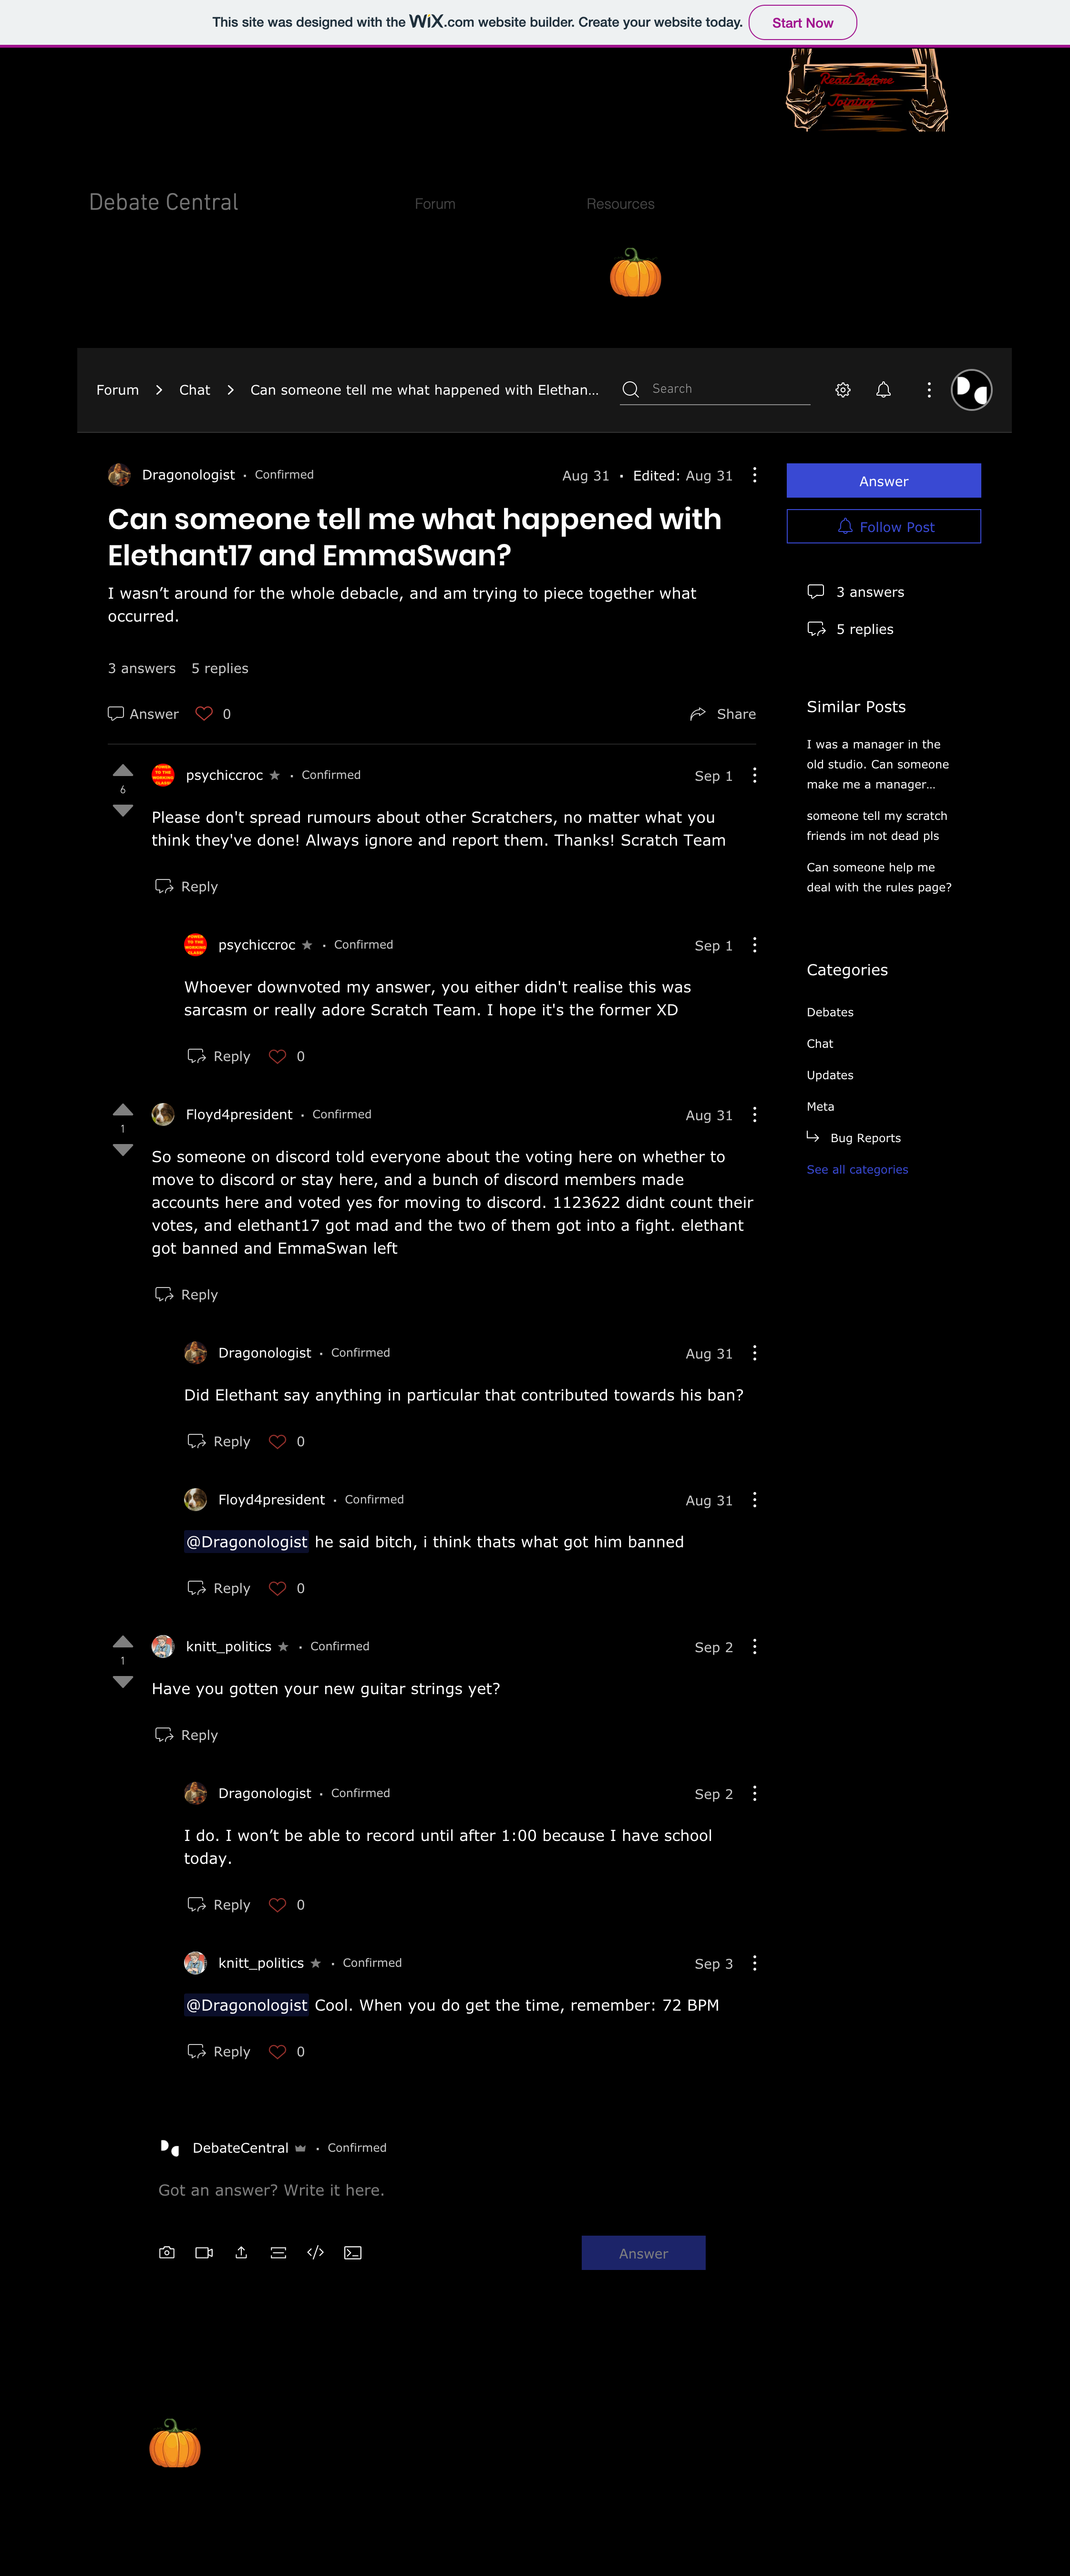 This site was designed with the WiX.com website builder. Create your website today. Start Now
Read Before
Joining
Debate Central Forum Resources
Forum Chat Can someone tell me what happened with Elethan... Search
Dragonologist Confirmed Aug 31 Edited: Aug 31
Can someone tell me what happened with
Elethant17 and EmmaSwan?
I wasn’t around for the whole debacle, and am trying to piece together what
occurred.
3 answers 5 replies
Answer 0 Share
psychiccroc Confirmed Sep 1
6
Please don't spread rumours about other Scratchers, no matter what you
think they've done! Always ignore and report them. Thanks! Scratch Team
Reply
psychiccroc Confirmed Sep 1
Whoever downvoted my answer, you either didn't realise this was
sarcasm or really adore Scratch Team. I hope it's the former XD
Reply 0
Floyd4president Confirmed Aug 31
1
So someone on discord told everyone about the voting here on whether to
move to discord or stay here, and a bunch of discord members made
accounts here and voted yes for moving to discord. 1123622 didnt count their
votes, and elethant17 got mad and the two of them got into a fight. elethant
got banned and EmmaSwan left
Reply
Dragonologist Confirmed Aug 31
Did Elethant say anything in particular that contributed towards his ban?
Reply 0
Floyd4president Confirmed Aug 31
@Dragonologist he said bitch, i think thats what got him banned
Reply 0
knitt_politics Confirmed Sep 2
1
Have you gotten your new guitar strings yet?
Reply
Dragonologist Confirmed Sep 2
I do. I won’t be able to record until after 1:00 because I have school
today.
Reply 0
knitt_politics Confirmed Sep 3
@Dragonologist Cool. When you do get the time, remember: 72 BPM
Reply 0
DebateCentral Confirmed
Got an answer? Write it here.
Answer
Answer
Follow Post
3 answers
5 replies
Similar Posts
I was a manager in the
old studio. Can someone
make me a manager...
someone tell my scratch
friends im not dead pls
Can someone help me
deal with the rules page?
Categories
Debates
Chat
Updates
Meta
Bug Reports
See all categories